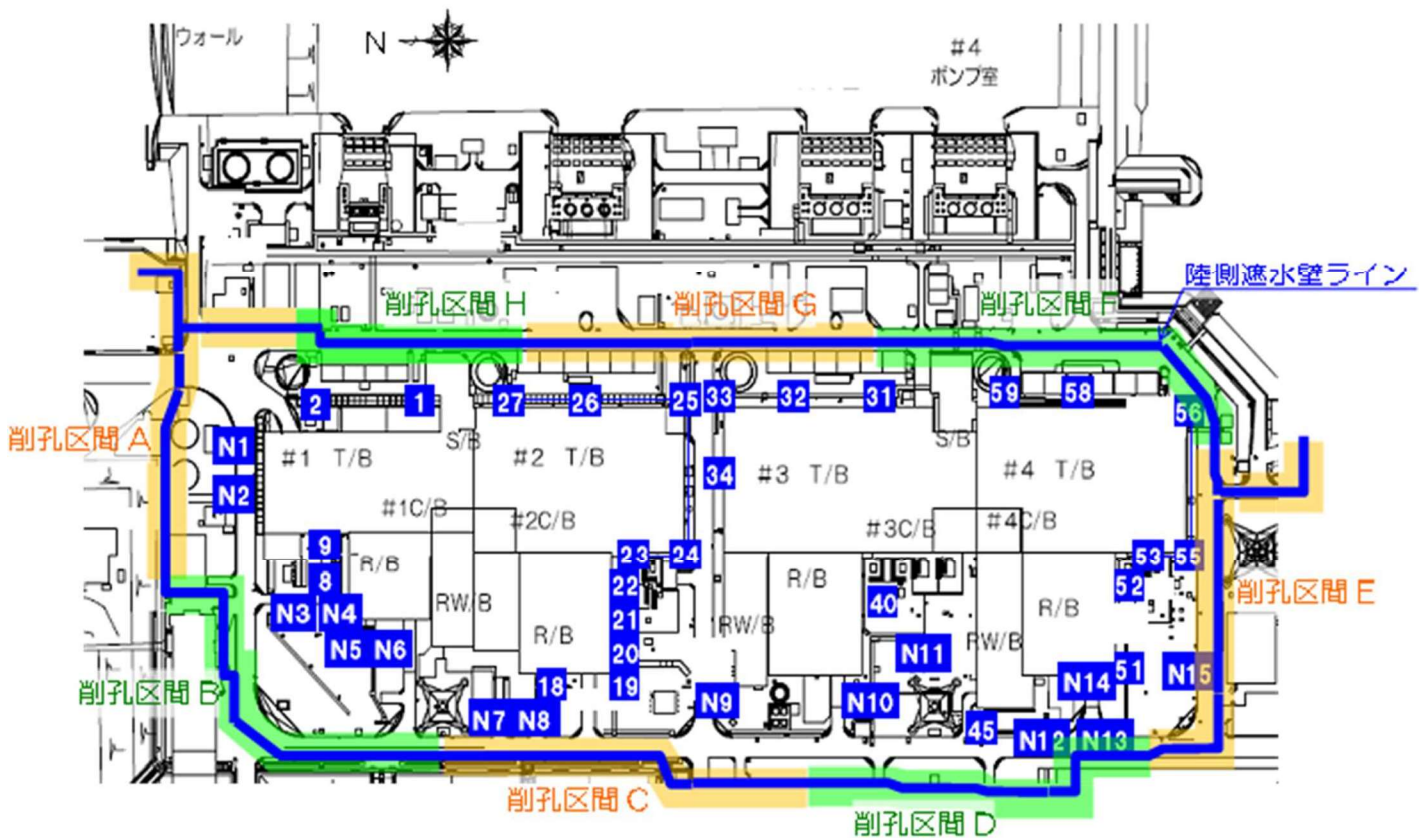 ウォール
N
#4
ポンプ室
陸側遮水壁ライン
削孔区間 H
削孔区間 G
削孔区間 F
2
1
27
26
25
33
32
31
59
58
56
削孔区間 A
N1
N2
#1 T/B
S/B
#2 T/B
34
#3 T/B
S/B
#4 T/B
#1C/B
#2C/B
#3C/B
#4C/B
9
8
R/B
23
24
22
53
55
52
R/B
40
削孔区間 E
N3
N4
RW/B
21
R/B
RW/B
R/B
N5
N6
20
N11
RW/B
51
N15
削孔区間 B
18
19
N9
N10
N14
N7
N8
45
N12
N13
削孔区間 C
削孔区間 D